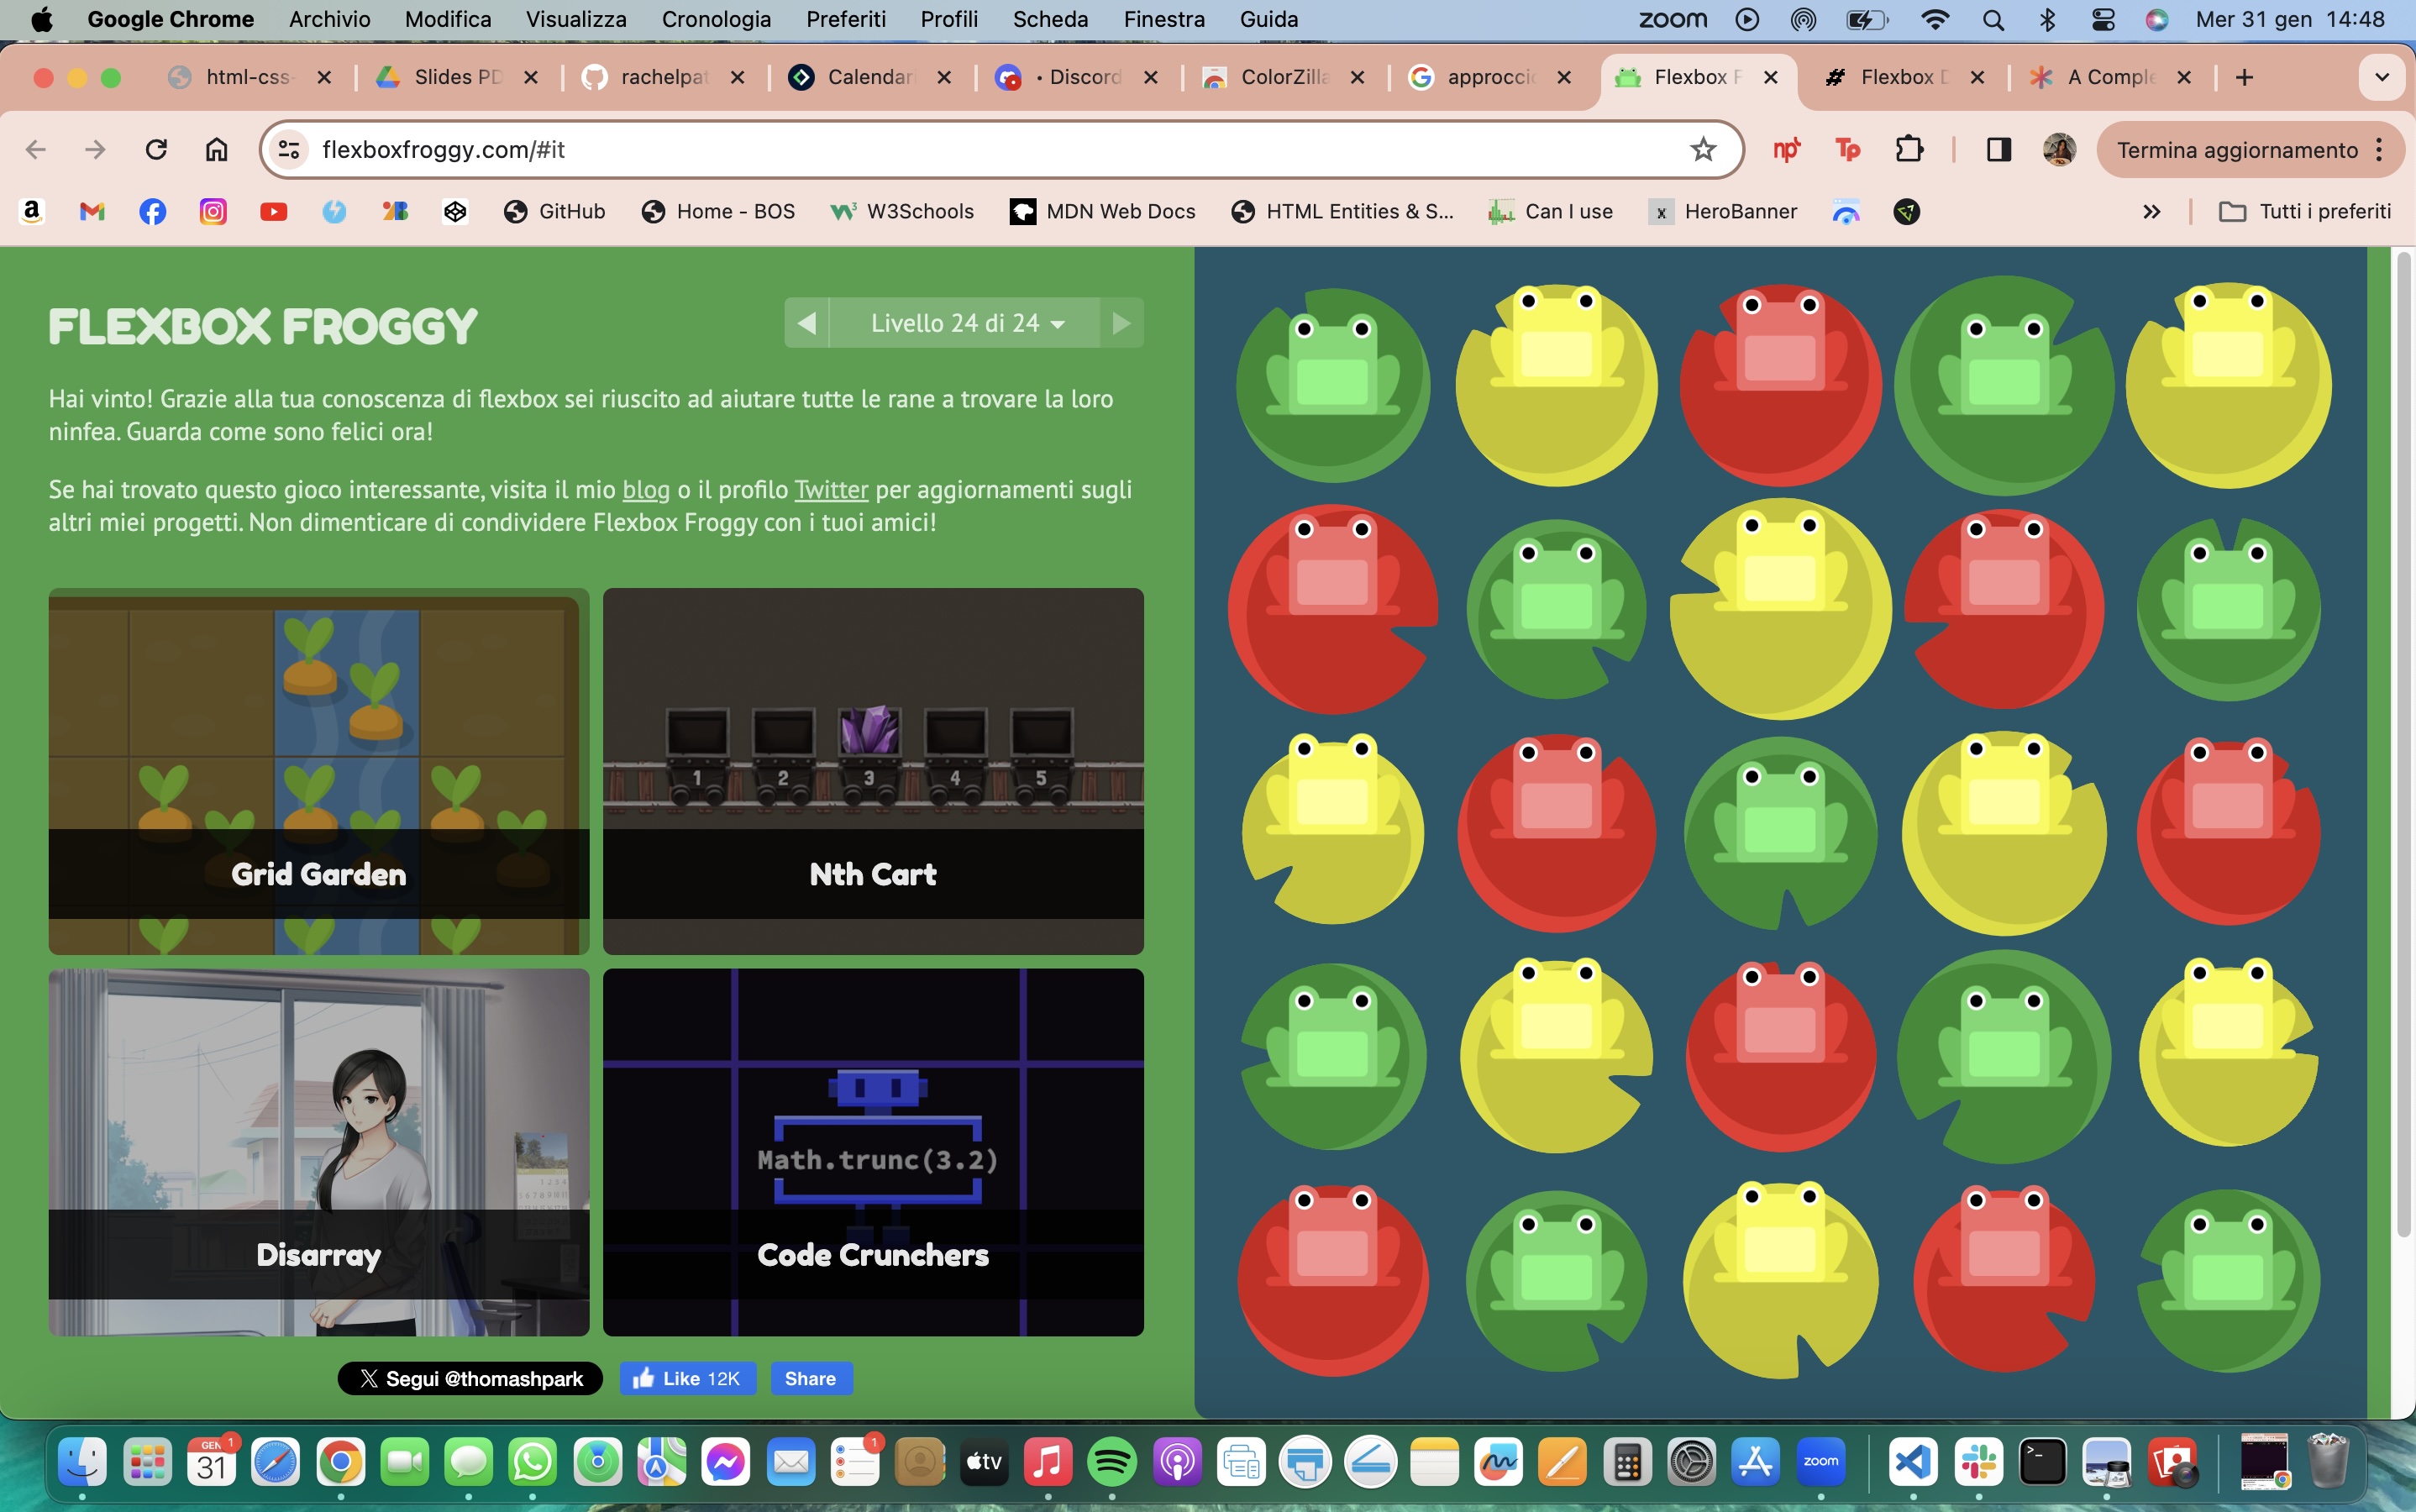 Google Chrome Archivio Modifica Visualizza Cronologia Preferiti Profili Scheda Finestra Guida zoom Mer 31 gen 14:48
html-css- Slides PD rachelpat Calendar • Discord ColorZilla approcci Flexbox F Flexbox D A Comple
flexboxfroggy.com/#it Termina aggiornamento
GitHub Home - BOS W3Schools MDN Web Docs HTML Entities & S... Can I use HeroBanner Tutti i preferiti
FLEXBOX FROGGY
Livello 24 di 24
Hai vinto! Grazie alla tua conoscenza di flexbox sei riuscito ad aiutare tutte le rane a trovare la loro
ninfea. Guarda come sono felici ora!
Se hai trovato questo gioco interessante, visita il mio blog o il profilo Twitter per aggiornamenti sugli
altri miei progetti. Non dimenticare di condividere Flexbox Froggy con i tuoi amici!
1 2 3 4 5
Grid Garden
Nth Cart
Math.trunc(3.2)
Disarray
Code Crunchers
Segui @thomashpark Like 12K Share
GEN 1
31
1
tv
zoom